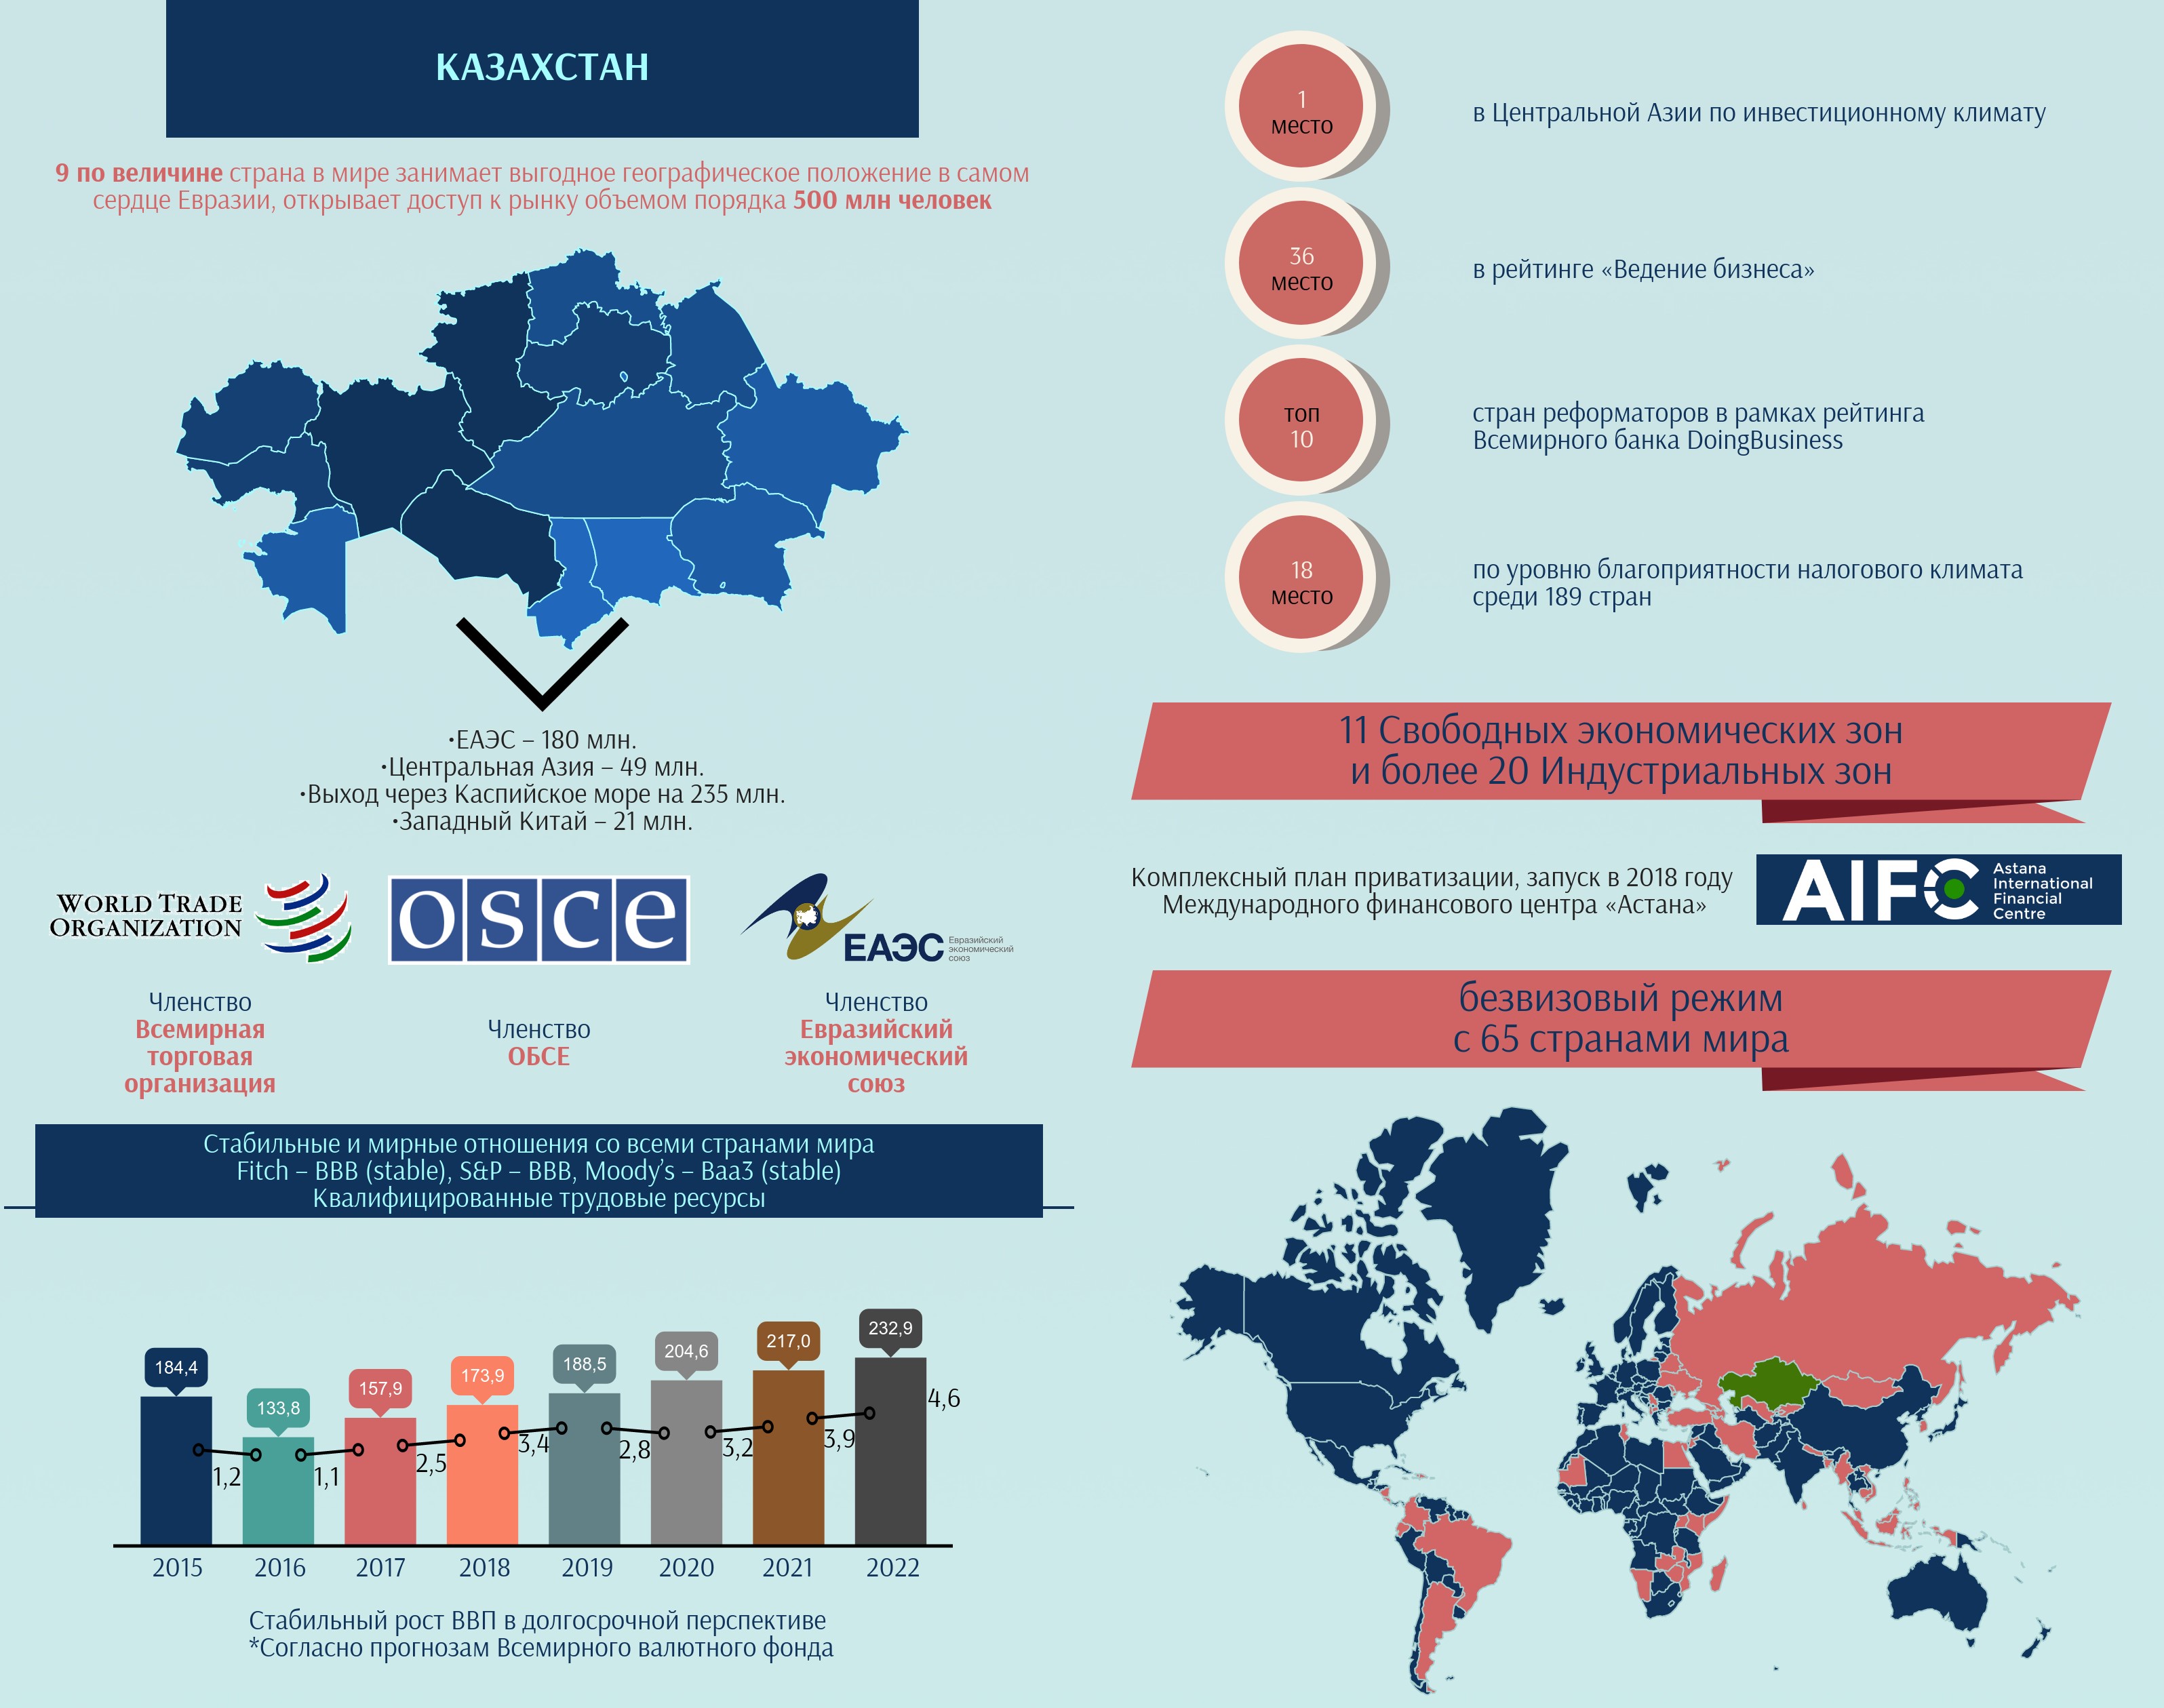 КАЗАХСТАН
9 по величине страна в мире занимает выгодное географическое положение в самом
сердце Евразии, открывает доступ к рынку объемом порядка 500 млн человек
•ЕАЭС – 180 млн.
•Центральная Азия – 49 млн.
•Выход через Каспийское море на 235 млн.
•Западный Китай – 21 млн.
WORLD TRADE
ORGANIZATION
osce
ЕАЭС
Евразийский
экономический
союз
Членство
Всемирная
торговая
организация
Членство
ОБСЕ
Членство
Евразийский
экономический
союз
Стабильные и мирные отношения со всеми странами мира
Fitch – BBB (stable), S&P – BBB, Moody's – Baa3 (stable)
Квалифицированные трудовые ресурсы
184,4
133,8
157,9
173,9
188,5
204,6
217,0
232,9
1,2
1,1
2,5
3,4
2,8
3,2
3,9
4,6
2015
2016
2017
2018
2019
2020
2021
2022
Стабильный рост ВВП в долгосрочной перспективе
*Согласно прогнозам Всемирного валютного фонда
1
место
в Центральной Азии по инвестиционному климату
36
место
в рейтинге «Ведение бизнеса»
топ
10
стран реформаторов в рамках рейтинга
Всемирного банка DoingBusiness
18
место
по уровню благоприятности налогового климата
среди 189 стран
11 Свободных экономических зон
и более 20 Индустриальных зон
Комплексный план приватизации, запуск в 2018 году
Международного финансового центра «Астана»
AIFC
Astana
International
Financial
Centre
безвизовый режим
с 65 странами мира